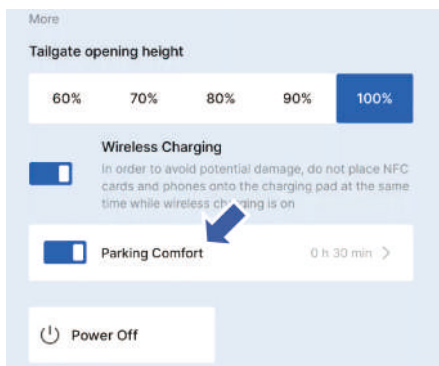 More
Tailgate opening height
60% 70% 80% 90% 100%
Wireless Charging
In order to avoid potential damage, do not place NFC
cards and phones onto the charging pad at the same
time while wireless charging is on
Parking Comfort 0 h 30 min >
Power Off